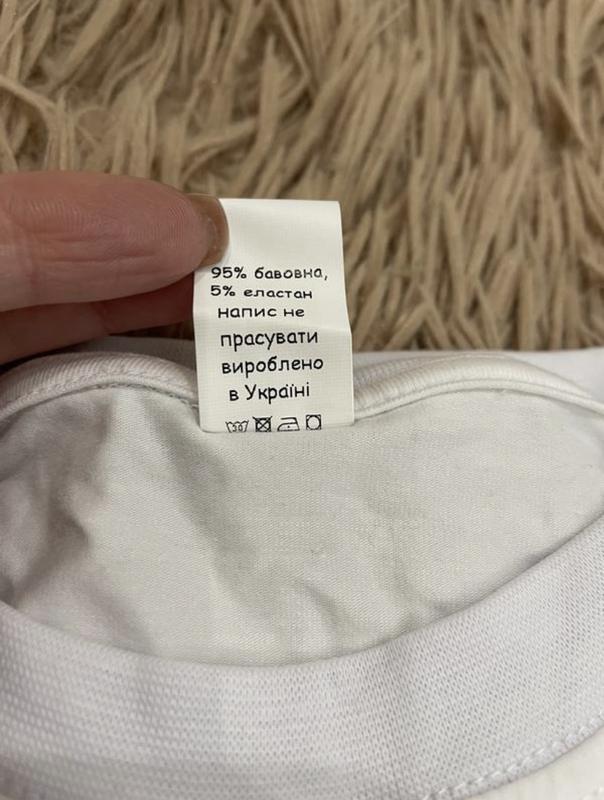 95% бавовна,
5% еластан
напис не
прасувати
вироблено
в Україні